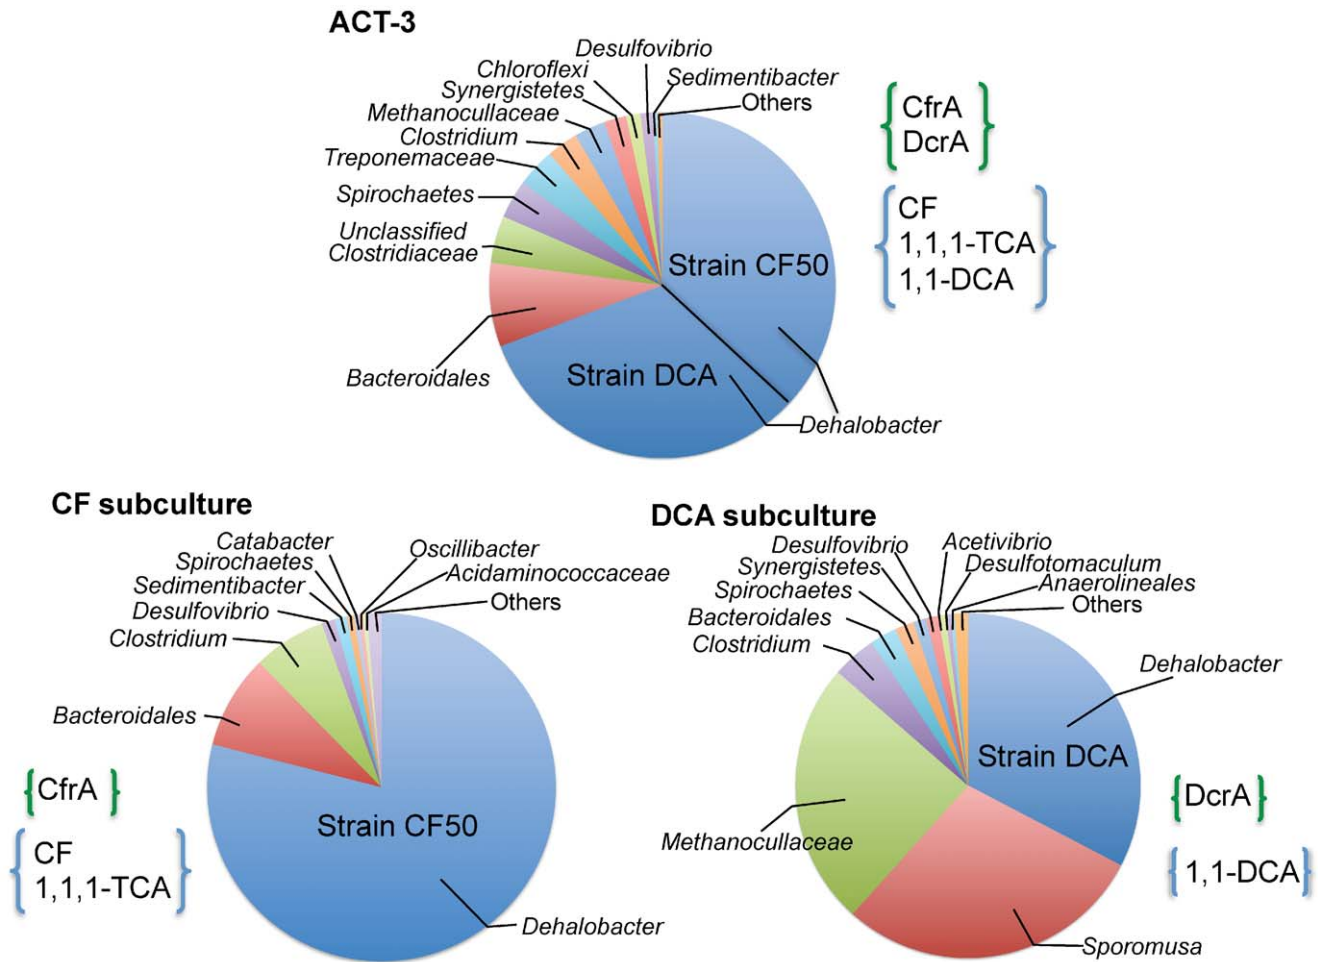 ACT-3
Desulfovibrio
Chloroflexi
Sedimentibacter
Synergistetes
Others
Methanocullaceae
Clostridium
Treponemaceae
Spirochaetes
Unclassified
Clostridiaceae
Bacteroidales
Strain CF50
Strain DCA
Dehalobacter
CfrA
DcrA
CF
1,1,1-TCA
1,1-DCA
CF subculture
Catabacter
Oscillibacter
Spirochaetes
Acidaminococcaceae
Sedimentibacter
Others
Desulfovibrio
Clostridium
Bacteroidales
{CfrA }
CF
1,1,1-TCA
Strain CF50
Dehalobacter
DCA subculture
Desulfovibrio
Acetivibrio
Synergistetes
Desulfotomaculum
Spirochaetes
Anaerolineales
Bacteroidales
Others
Clostridium
Dehalobacter
Strain DCA
Methanocullaceae
Sporomusa
{DcrA}
{1,1-DCA}